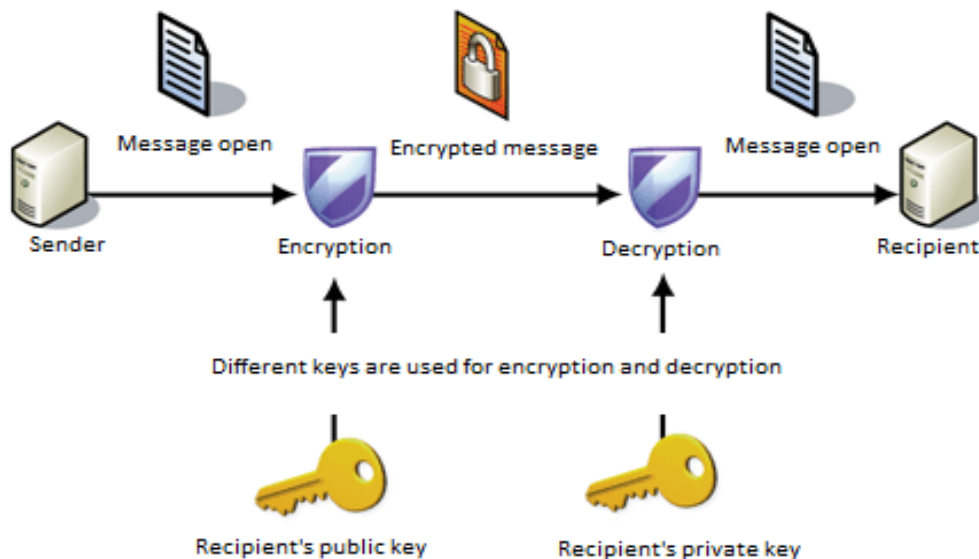 Message open
Encrypted message
Message open
Sender
Encryption
Decryption
Recipient
Different keys are used for encryption and decryption
Recipient's public key
Recipient's private key